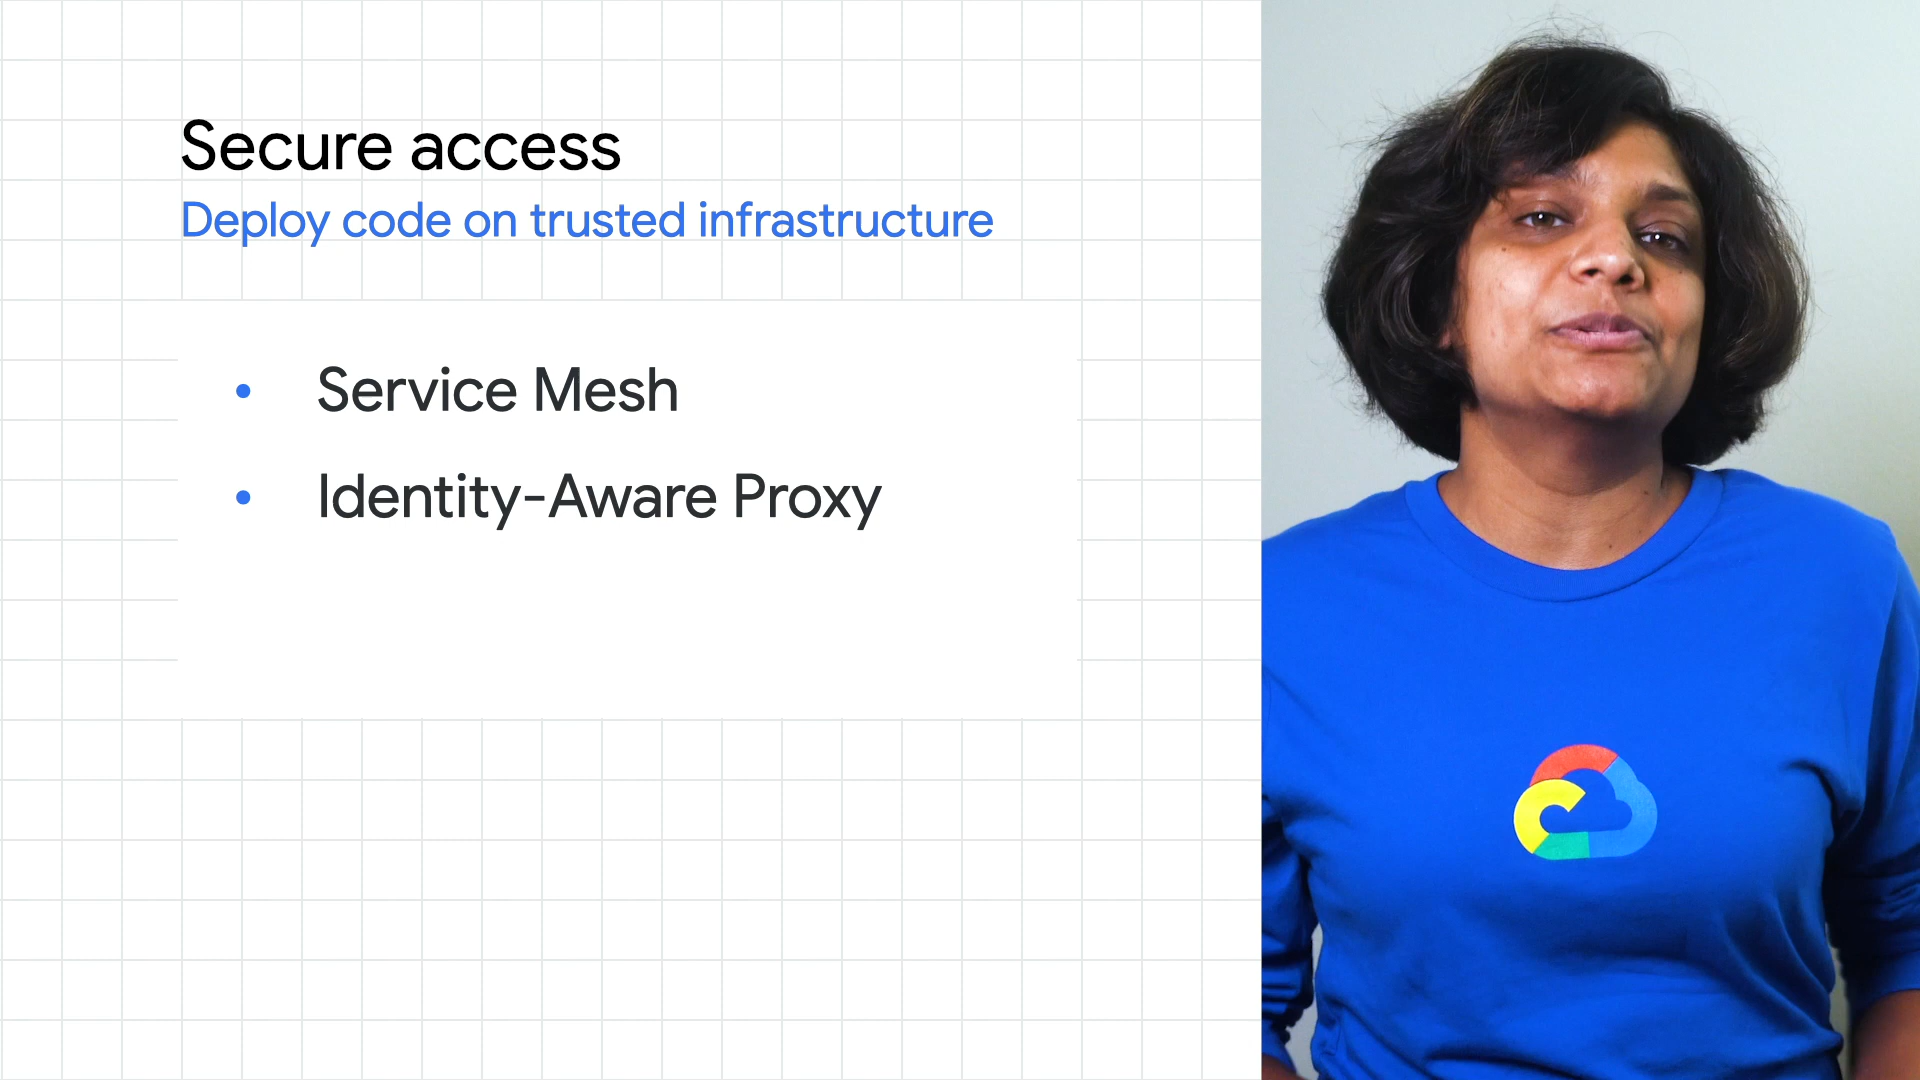 Secure access
Deploy code on trusted infrastructure
• Service Mesh
• Identity-Aware Proxy